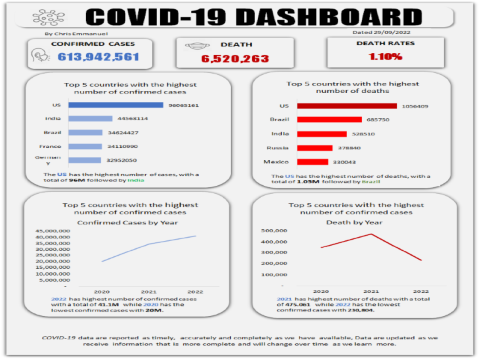 COVID-19 DASHBOARD
By Chris Emmanuel
Dated 29/09/2022
CONFIRMED CASES
613,942,561
DEATH
6,520,263
DEATH RATES
1.10%
Top 5 countries with the highest
number of confirmed cases
US
96063161
India
44568114
Brazil
34624427
France
34110990
German
y
32952050
The US has the highest number of cases, with a
total of 96M followed by India
Top 5 countries with the highest
number of deaths
US
1056409
Brazil
685750
India
528510
Russia
378840
Mexico
330043
The US has the highest number of deaths, with a
total of 1.05M followed by Brazil
Top 5 countries with the highest
number of confirmed cases
Confirmed Cases by Year
45,000,000
40,000,000
35,000,000
30,000,000
25,000,000
20,000,000
15,000,000
10,000,000
5,000,000
-
2020
2021
2022
2022 has highest number of confirmed cases
with a total of 41.1M while 2020 has the
lowest confirmed cases with 20M.
Top 5 countries with the highest
number of confirmed cases
Death by Year
500,000
400,000
300,000
200,000
100,000
-
2020
2021
2022
2021 has highest number of deaths with a total
of 475,061 while 2022 has the lowest
confirmed cases with 230,804.
COVID-19 data are reported as timely, accurately and completely as we have available, Data are updated as we
receive information that is more complete and will change over time as we learn more.